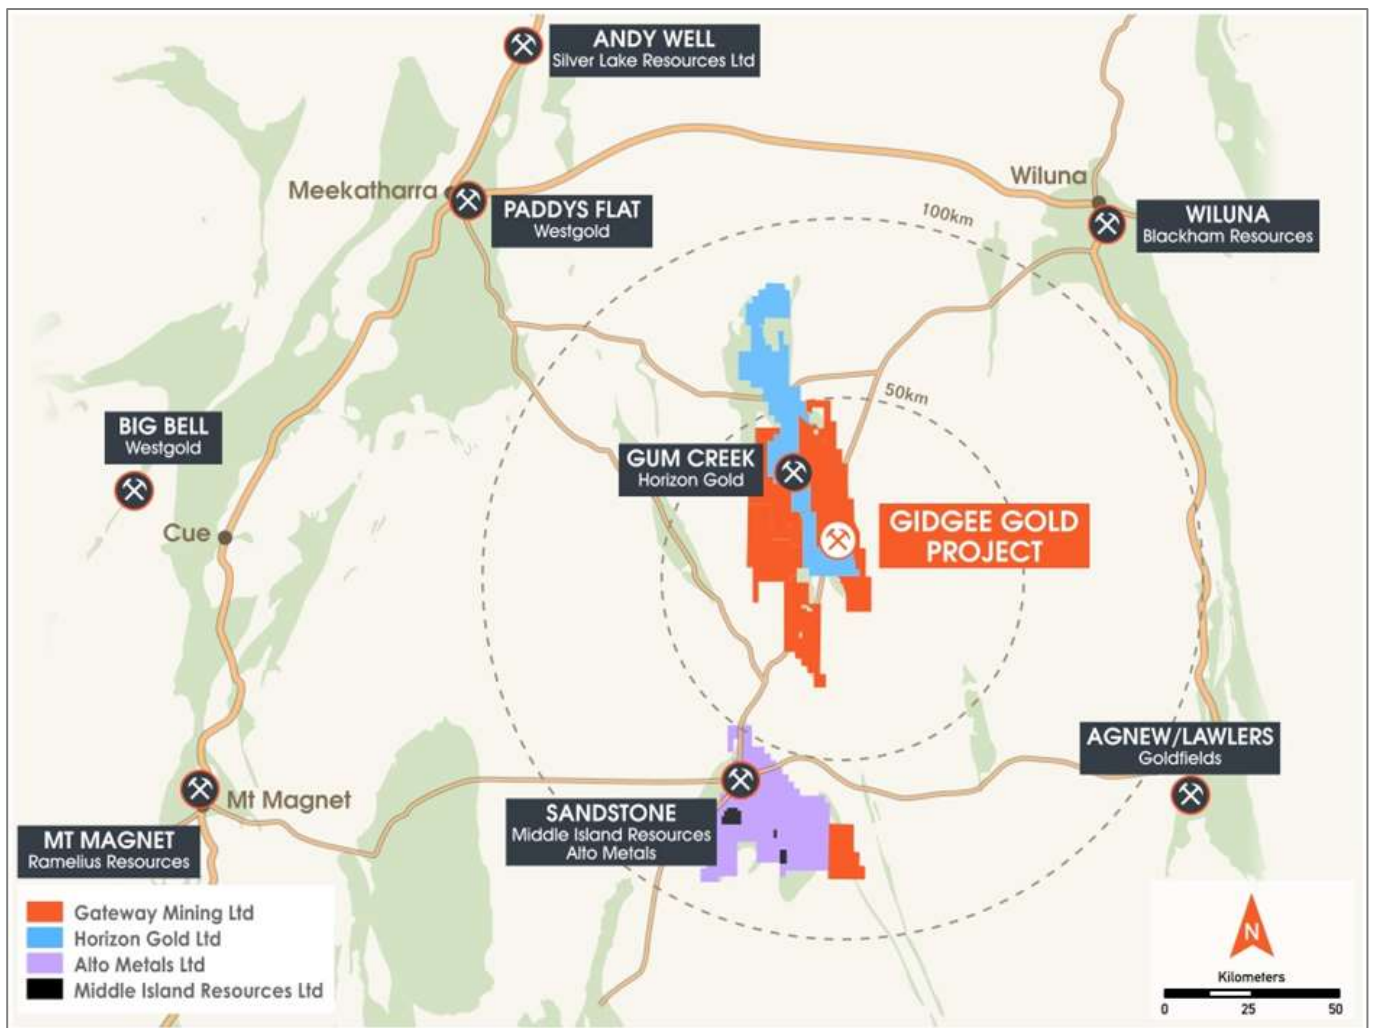 ANDY WELL
Silver Lake Resources Ltd
Meekatharra
PADDYS FLAT
Westgold
Wiluna
WILUNA
Blackham Resources
100km
50km
BIG BELL
Westgold
GUM CREEK
Horizon Gold
GIDGEE GOLD
PROJECT
Cue
AGNEW/LAWLERS
Goldfields
Mt Magnet
MT MAGNET
Ramelius Resources
SANDSTONE
Middle Island Resources
Alto Metals
Gateway Mining Ltd
Horizon Gold Ltd
Alto Metals Ltd
Middle Island Resources Ltd
N
Kilometers
0 25 50